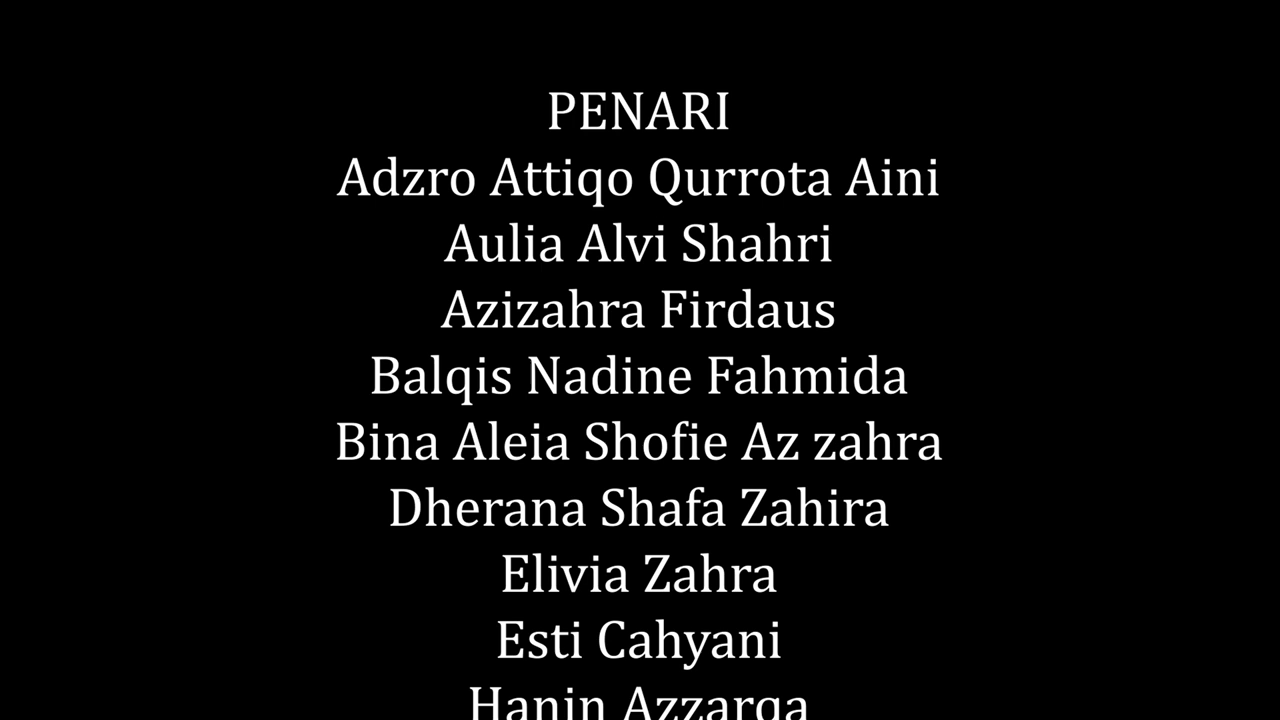 PENARI
Adzro Attiqo Qurrota Aini
Aulia Alvi Shahri
Azizahra Firdaus
Balqis Nadine Fahmida
Bina Aleia Shofie Az zahra
Dherana Shafa Zahira
Elivia Zahra
Esti Cahyani
Hanin